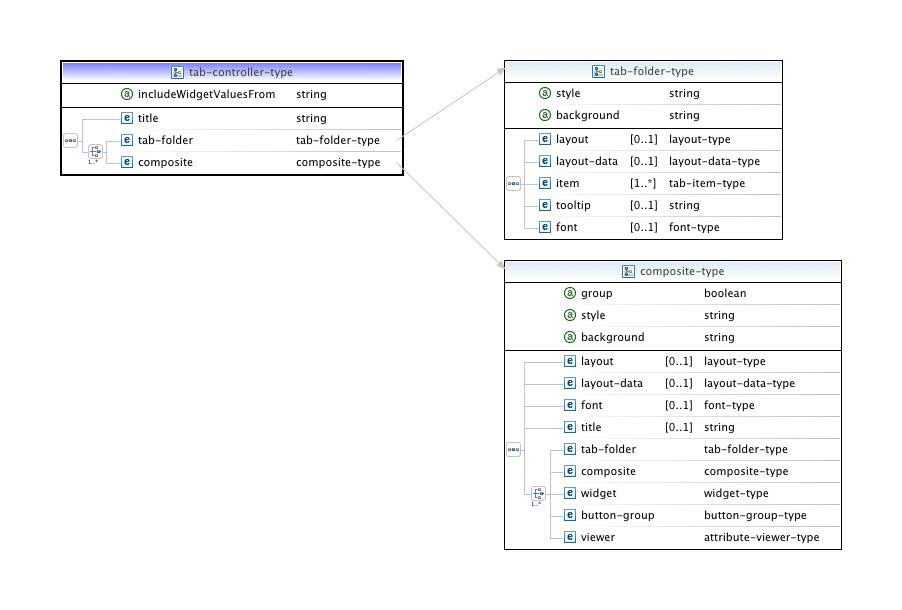 tab-controller-type
a includeWidgetValuesFrom string
e title string
e tab-folder tab-folder-type
1..*
e composite composite-type
tab-folder-type
a style string
a background string
e layout [0..1] layout-type
e layout-data [0..1] layout-data-type
e item [1..*] tab-item-type
e tooltip [0..1] string
e font [0..1] font-type
composite-type
a group boolean
a style string
a background string
e layout [0..1] layout-type
e layout-data [0..1] layout-data-type
e font [0..1] font-type
e title [0..1] string
e tab-folder tab-folder-type
e composite composite-type
e widget widget-type
1..*
e button-group button-group-type
e viewer attribute-viewer-type